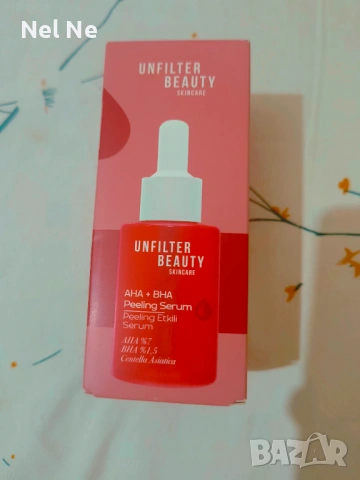 Nel Ne
UNFILTER
BEAUTY
SKINCARE
UNFILTER
BEAUTY
SKINCARE
AHA + BHA
Peeling Serum
Peeling Etkili
Serum
AHA %7
BHA %1,5
Centella Asiatica
BAZAR